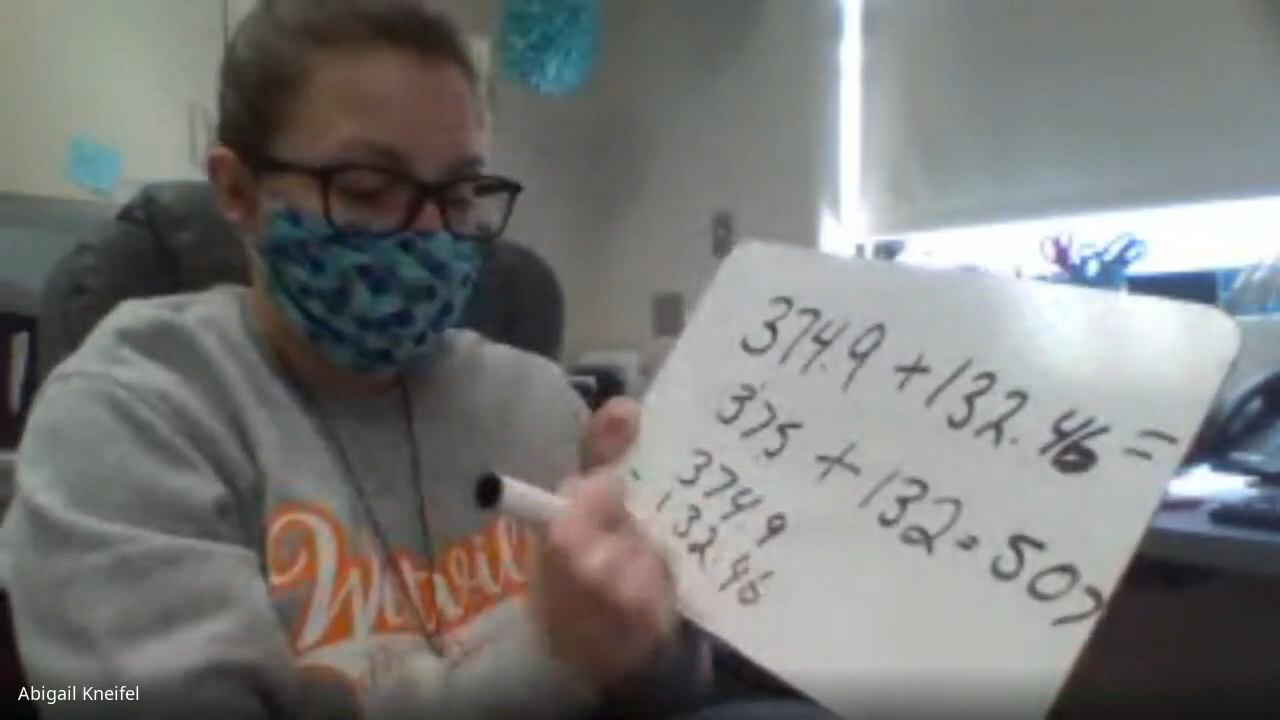 374.9 + 132.46 =
375 + 132 = 507
374.9
132.46
Abigail Kneifel